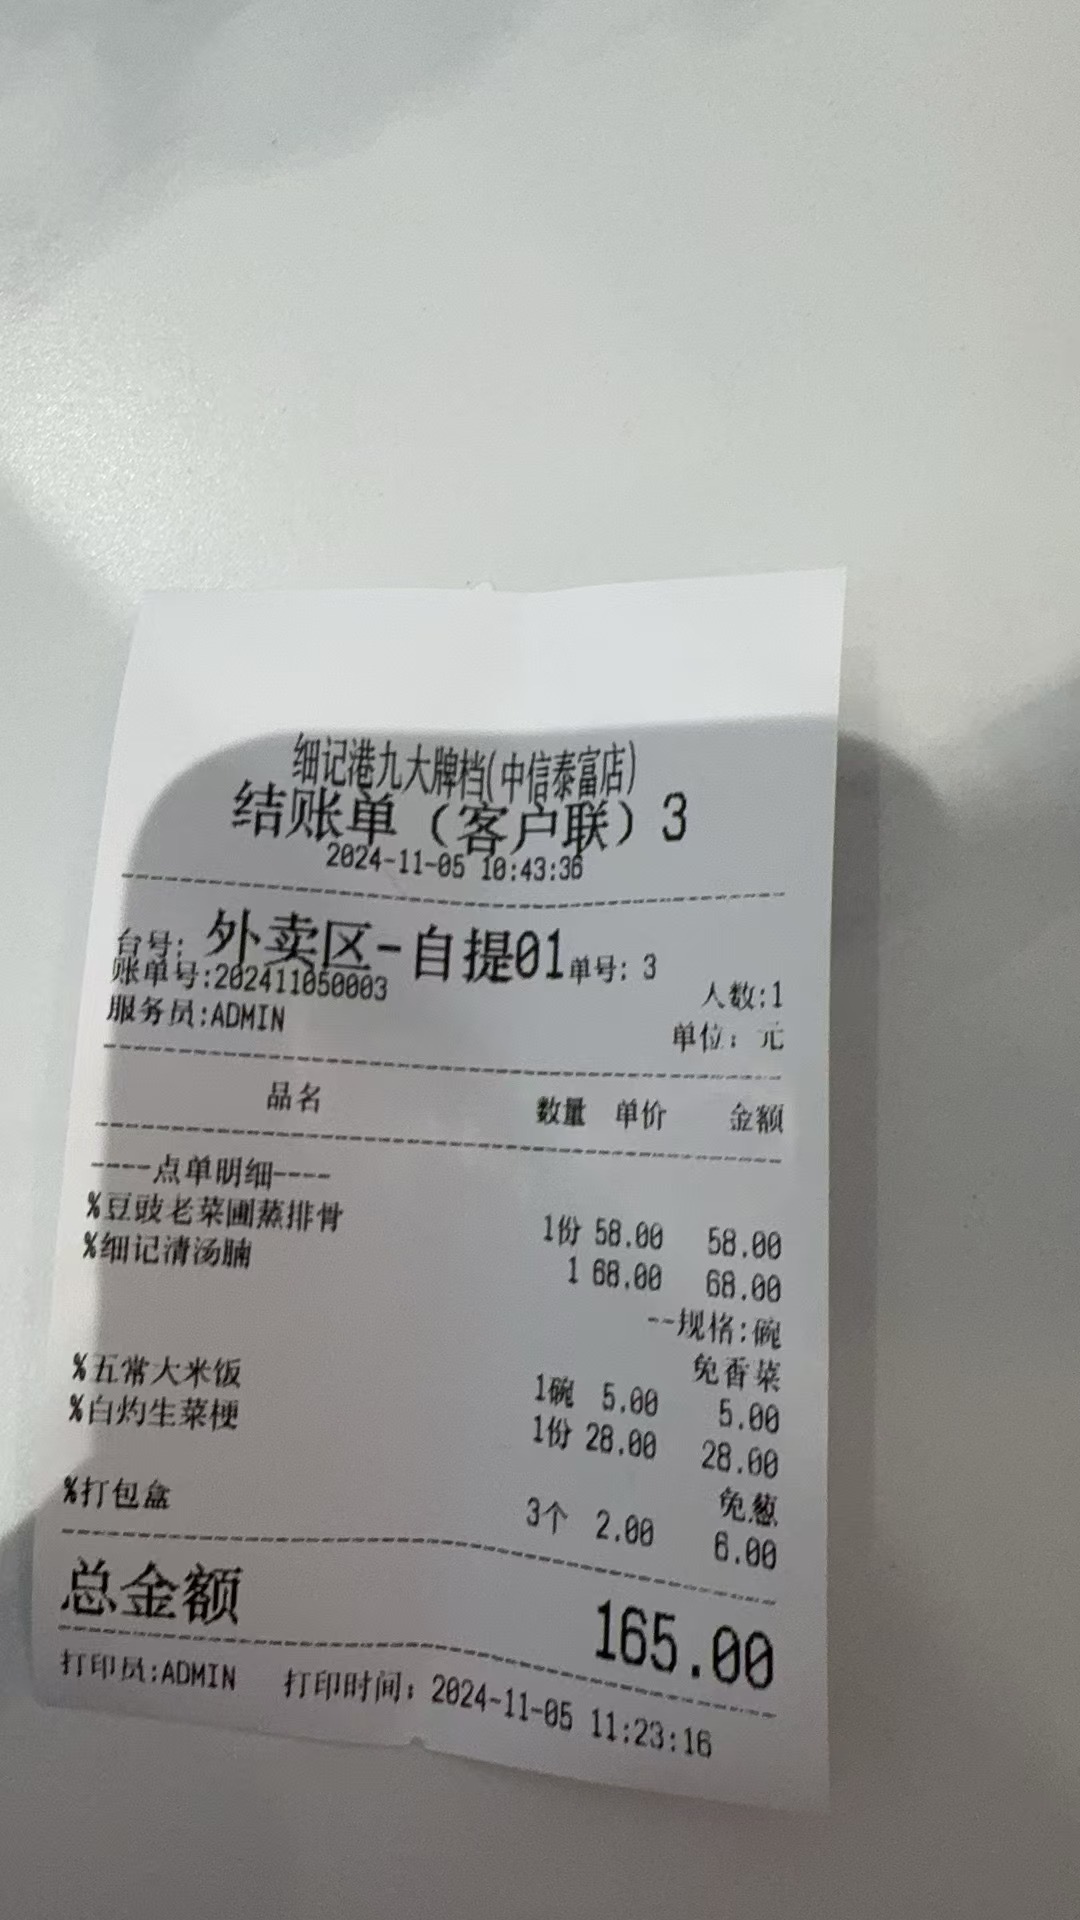 细记港九大牌档(中信泰富店)
结账单（客户联）3
2024-11-05 10:43:36
台号: 外卖区-自提01 单号: 3
账单号:202411050003 人数:1
服务员:ADMIN 单位: 元
品名 数量 单价 金额
----点单明细----
%豆豉老菜圃蒸排骨 1份 58.00 58.00
%细记清汤腩 1 68.00 68.00
--规格:碗
免香菜
%五常大米饭 1碗 5.00 5.00
%白灼生菜梗 1份 28.00 28.00
免葱
%打包盒 3个 2.00 6.00
总金额 165.00
打印员:ADMIN 打印时间: 2024-11-05 11:23:16